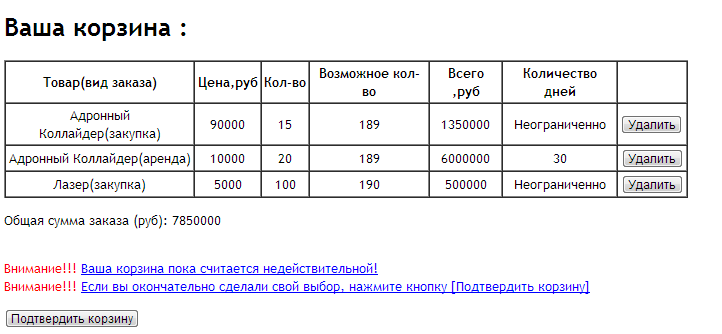 Ваша корзина :
Товар(вид заказа) Цена,руб Кол-во Возможное кол-во Всего ,руб Количество дней
Адронный Коллайдер(закупка) 90000 15 189 1350000 Неограниченно Удалить
Адронный Коллайдер(аренда) 10000 20 189 6000000 30 Удалить
Лазер(закупка) 5000 100 190 500000 Неограниченно Удалить
Общая сумма заказа (руб): 7850000
Внимание!!! Ваша корзина пока считается недействительной!
Внимание!!! Если вы окончательно сделали свой выбор, нажмите кнопку [Подтвердить корзину]
Подтвердить корзину